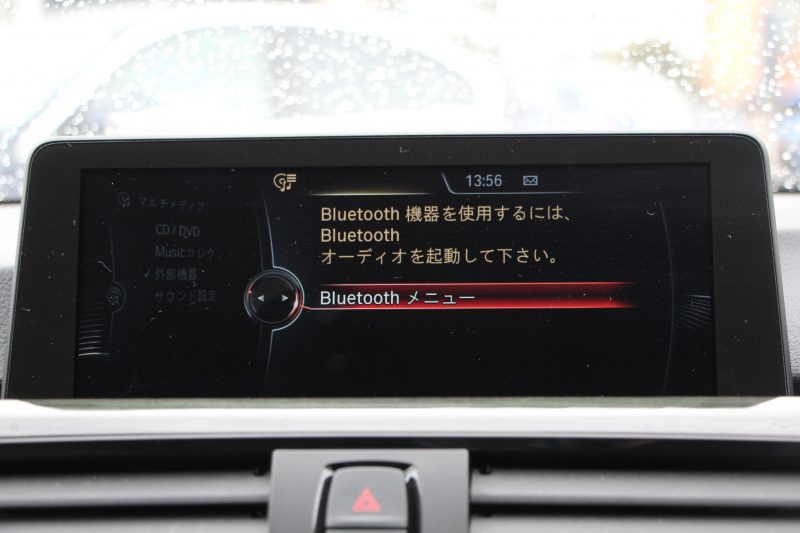 13:56
マルチメディア
CD / DVD
Musicコレクション
✓ 外部機器
サウンド設定
Bluetooth 機器を使用するには、
Bluetooth
オーディオを起動して下さい。
Bluetooth メニュー